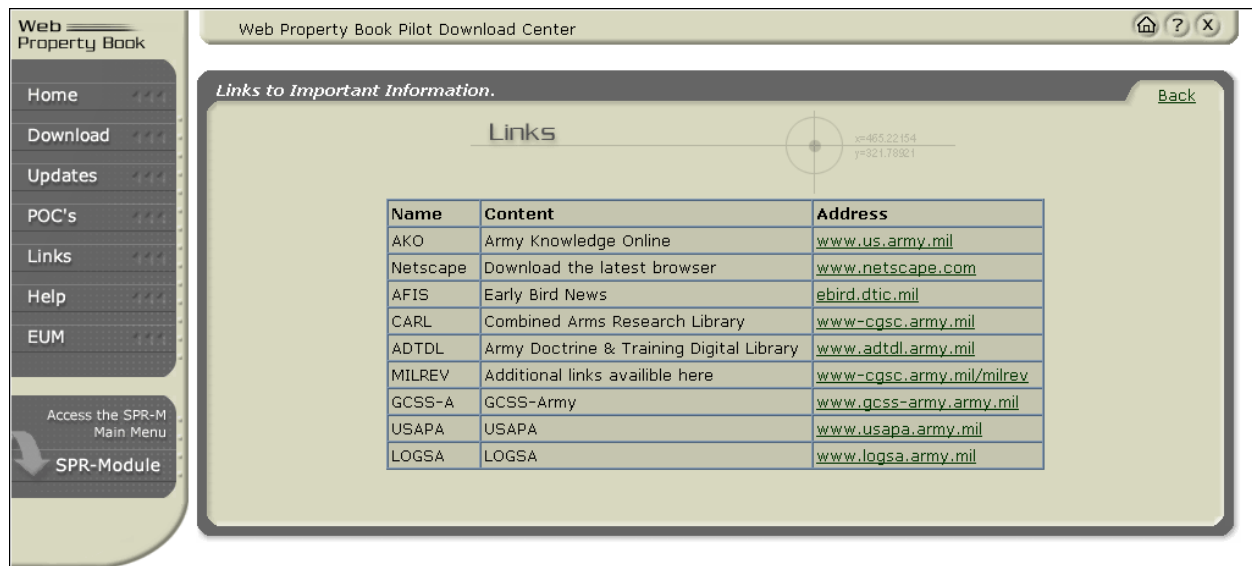 Web
Property Book
Web Property Book Pilot Download Center
?
X
Home
Download
Updates
POC's
Links
Help
EUM
Access the SPR-M
Main Menu
SPR-Module
Links to Important Information.
Back
Links
x=465.22154
y=321.78921
Name Content Address
AKO Army Knowledge Online www.us.army.mil
Netscape Download the latest browser www.netscape.com
AFIS Early Bird News ebird.dtic.mil
CARL Combined Arms Research Library www-cgsc.army.mil
ADTDL Army Doctrine & Training Digital Library www.adtdl.army.mil
MILREV Additional links availible here www-cgsc.army.mil/milrev
GCSS-A GCSS-Army www.gcss-army.army.mil
USAPA USAPA www.usapa.army.mil
LOGSA LOGSA www.logsa.army.mil